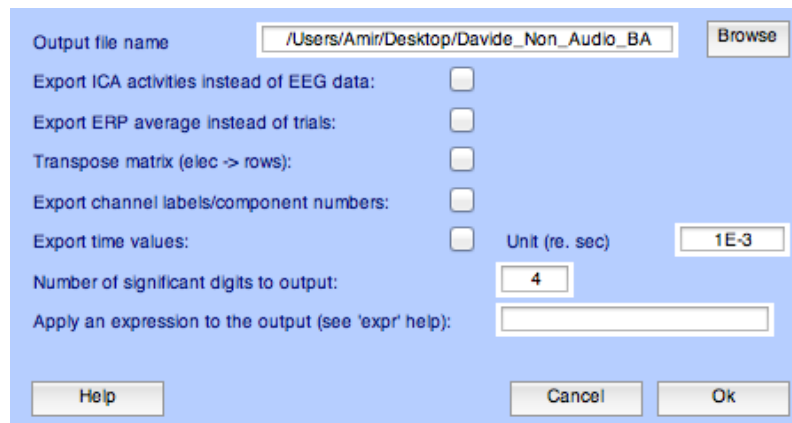 Output file name /Users/Amir/Desktop/Davide_Non_Audio_BA Browse
Export ICA activities instead of EEG data:
Export ERP average instead of trials:
Transpose matrix (elec -> rows):
Export channel labels/component numbers:
Export time values: Unit (re. sec) 1E-3
Number of significant digits to output: 4
Apply an expression to the output (see 'expr' help):
Help Cancel Ok